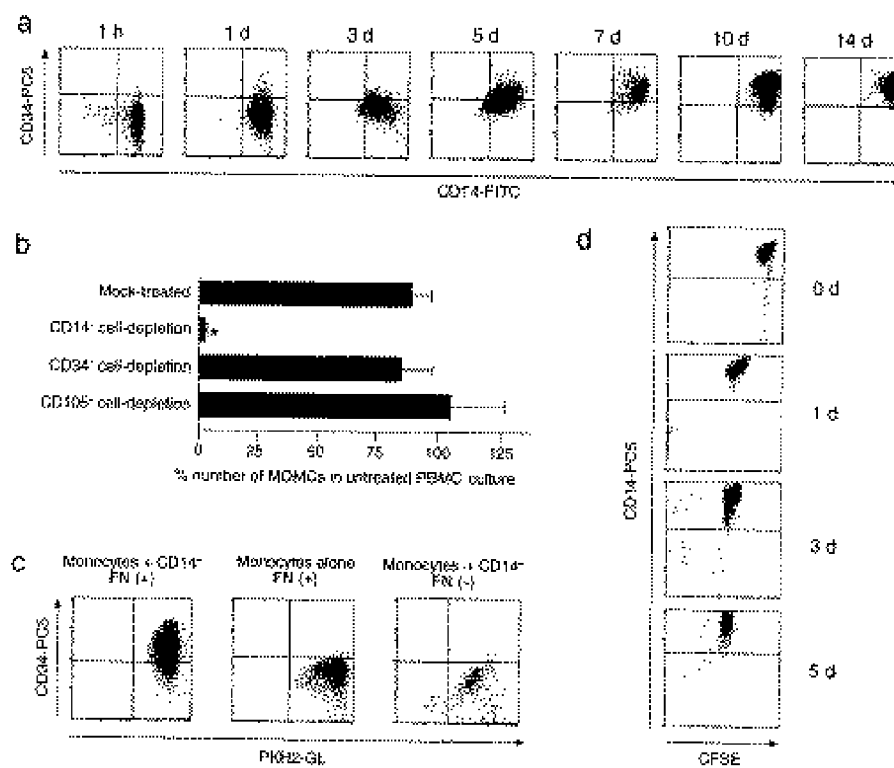 a
1 h 1 d 3 d 5 d 7 d 10 d 14 d
CD34-PC5
CD14-FITC
b
Mock-treated
CD14⁺ cell-depletion
*
CD34⁺ cell-depletion
CD105⁺ cell-depletion
0 25 50 75 100 125
% number of MOMCs in untreated PBMC culture
c
Monocytes + CD14⁻
FN (+)
Monocytes alone
FN (+)
Monocytes + CD14⁻
FN (-)
CD34-PC5
PKH2-GL
d
0 d
1 d
3 d
5 d
CD14-PC5
CFSE